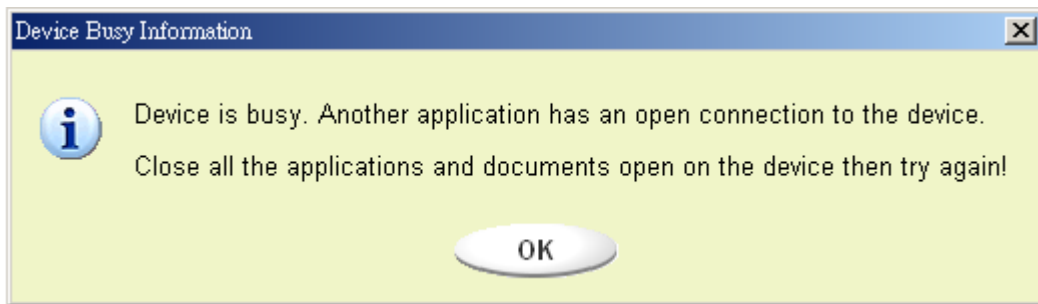 Device Busy Information
Device is busy. Another application has an open connection to the device.
Close all the applications and documents open on the device then try again!
OK